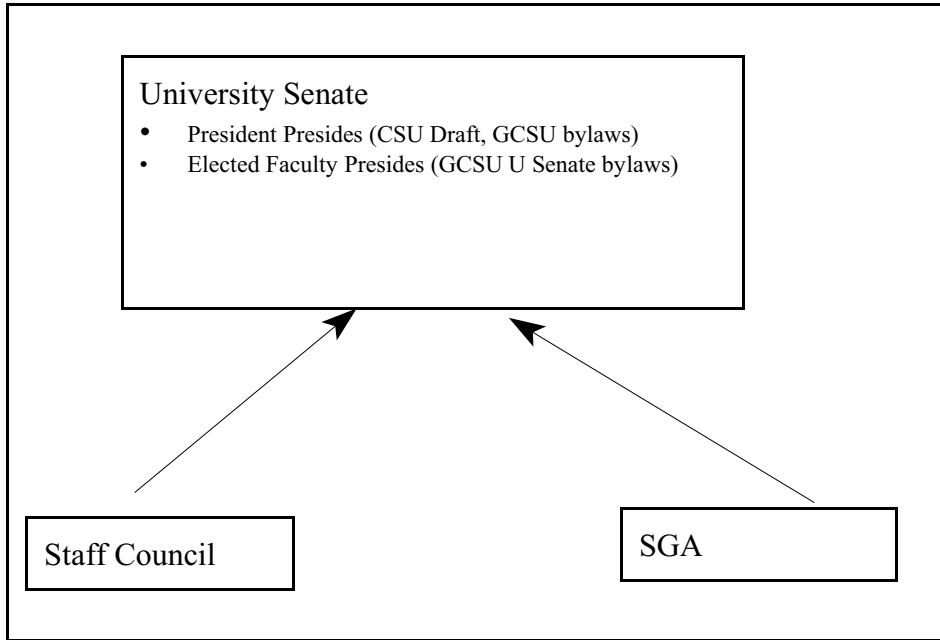 University Senate
• President Presides (CSU Draft, GCSU bylaws)
• Elected Faculty Presides (GCSU U Senate bylaws)
Staff Council
SGA